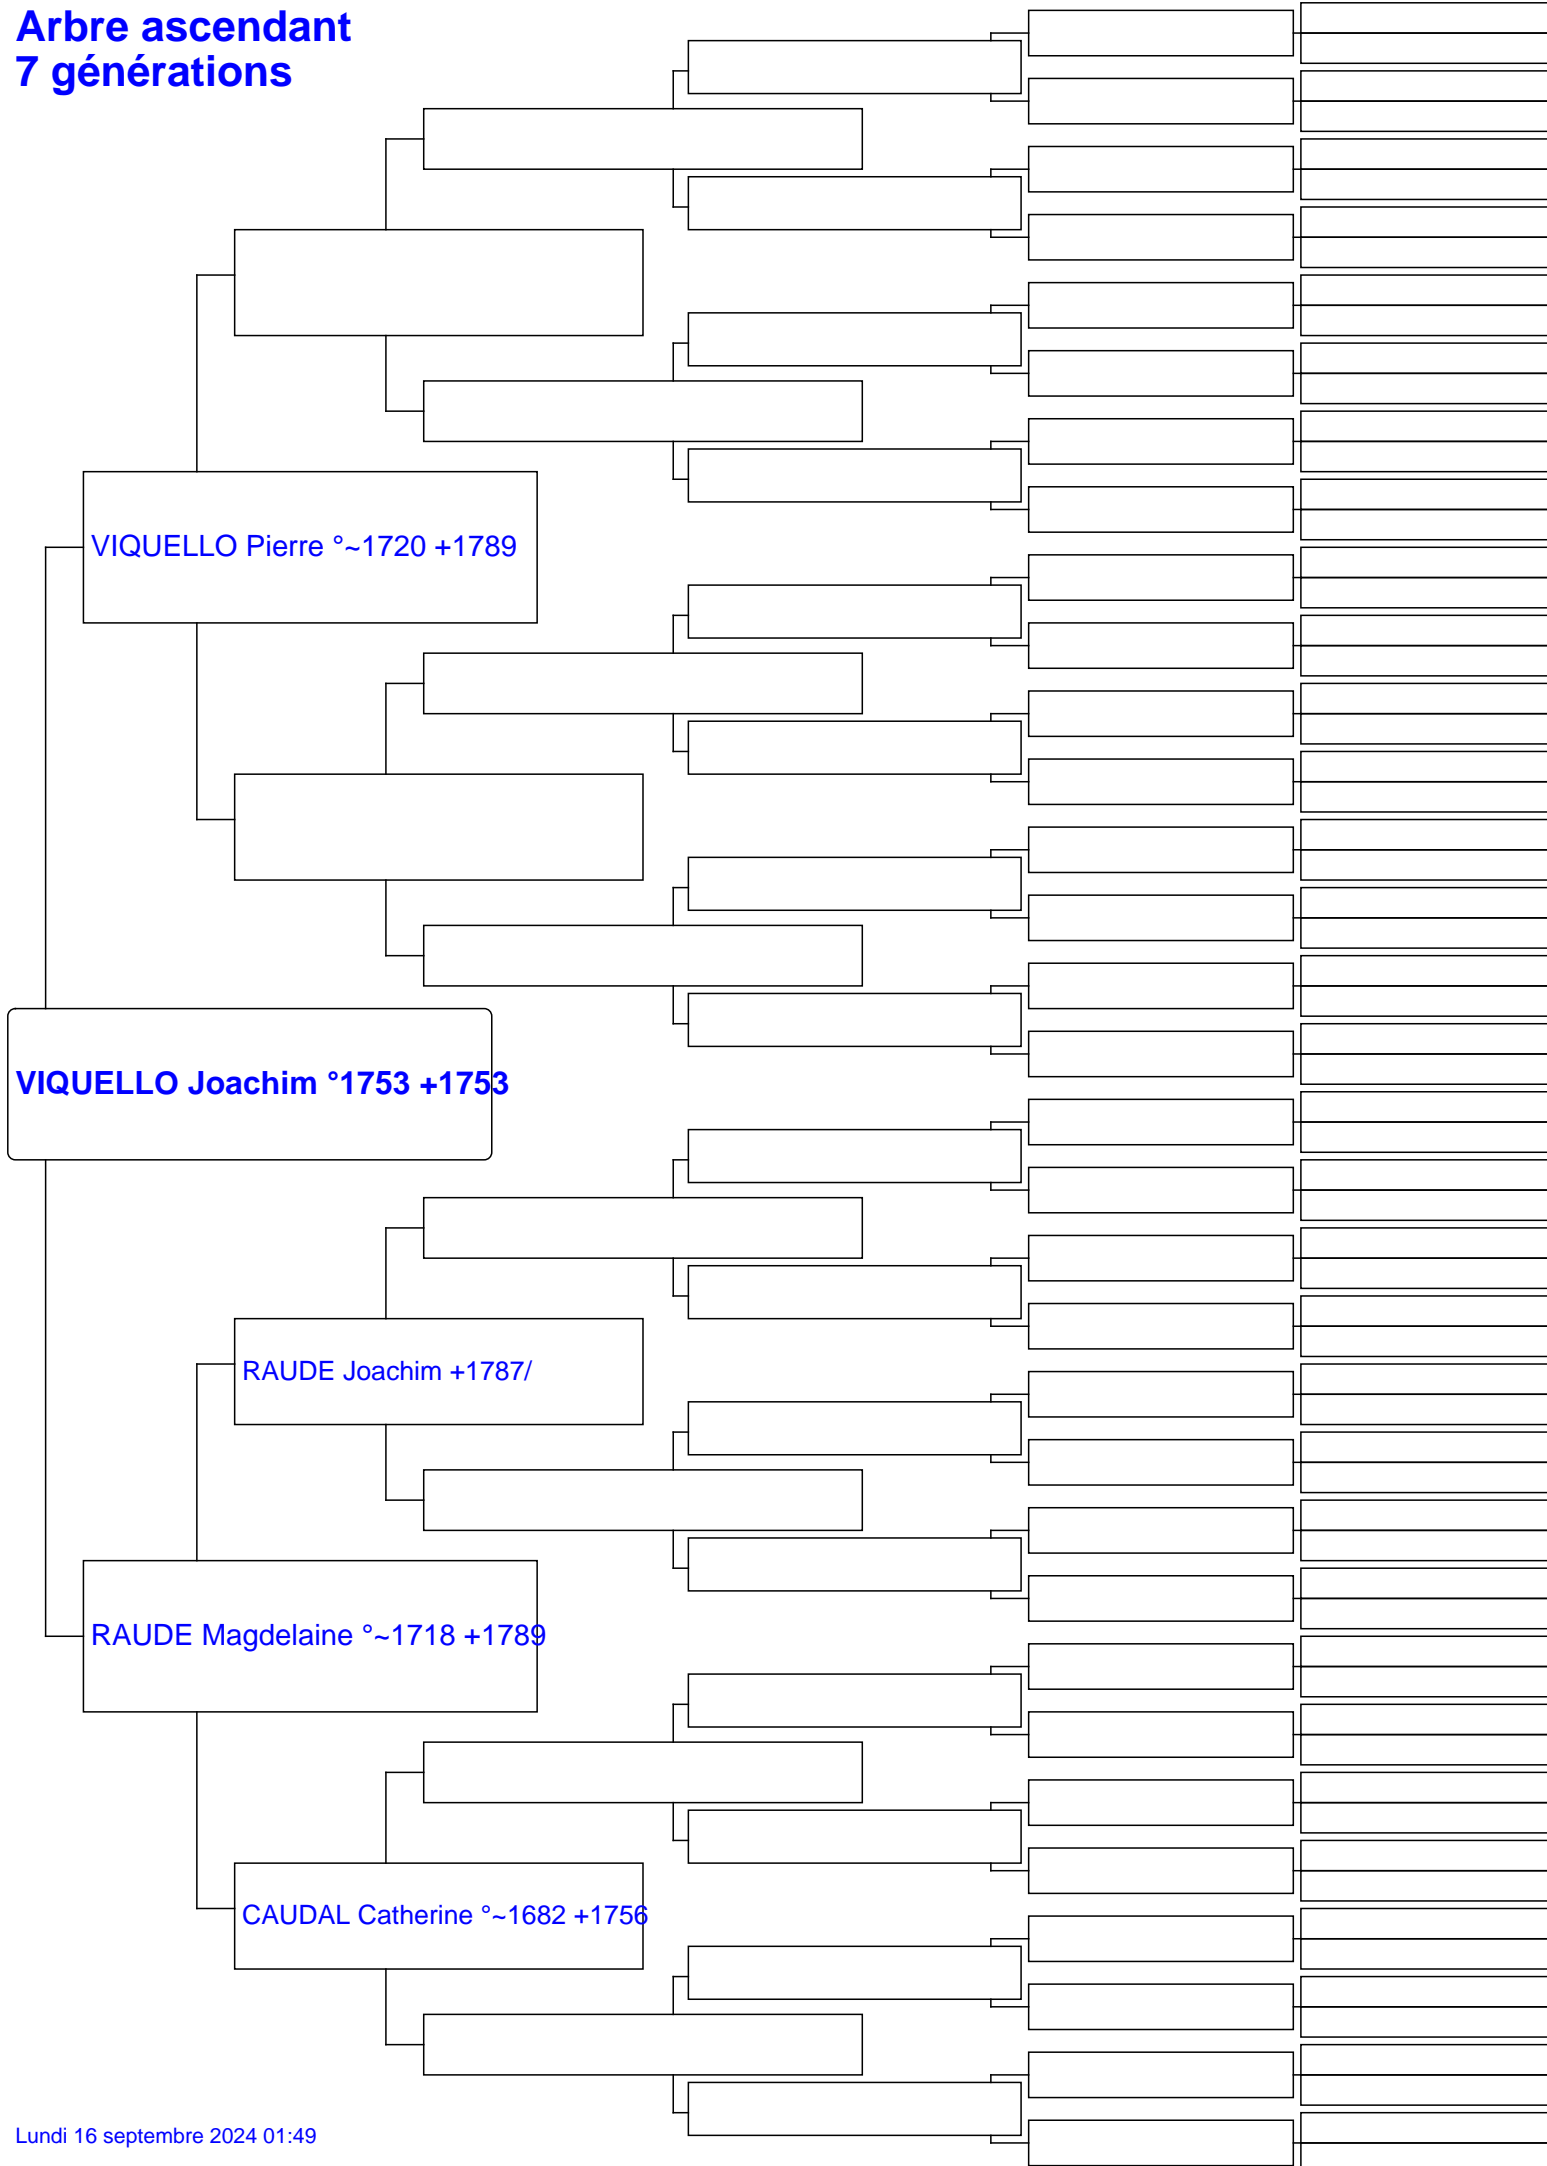 Arbre ascendant
7 générations
VIQUELLO Pierre °~1720 +1789
VIQUELLO Joachim °1753 +1753
RAUDE Joachim +1787/
RAUDE Magdelaine °~1718 +1789
CAUDAL Catherine °~1682 +1756
Lundi 16 septembre 2024 01:49